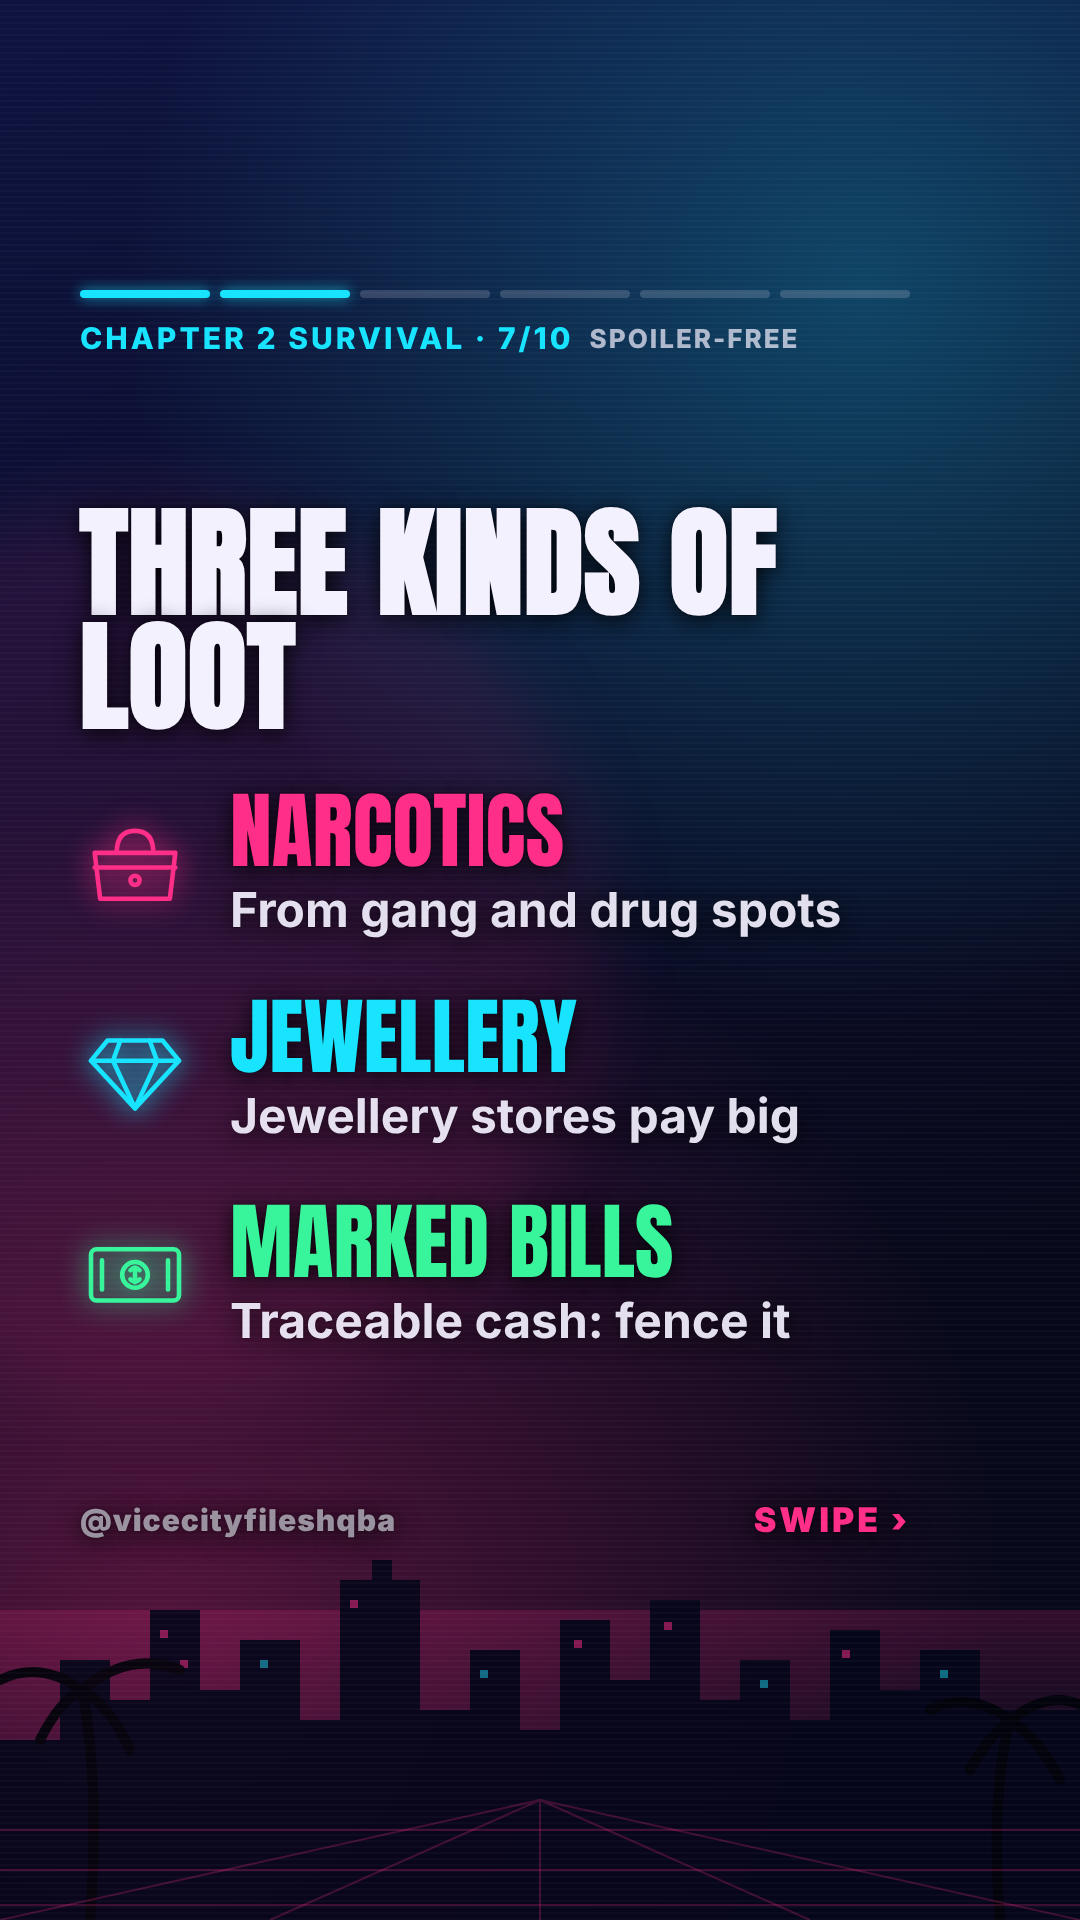 CHAPTER 2 SURVIVAL · 7/10 SPOILER-FREE
THREE KINDS OF
LOOT
NARCOTICS
From gang and drug spots
JEWELLERY
Jewellery stores pay big
MARKED BILLS
Traceable cash: fence it
@vicecityfileshqba
SWIPE ›